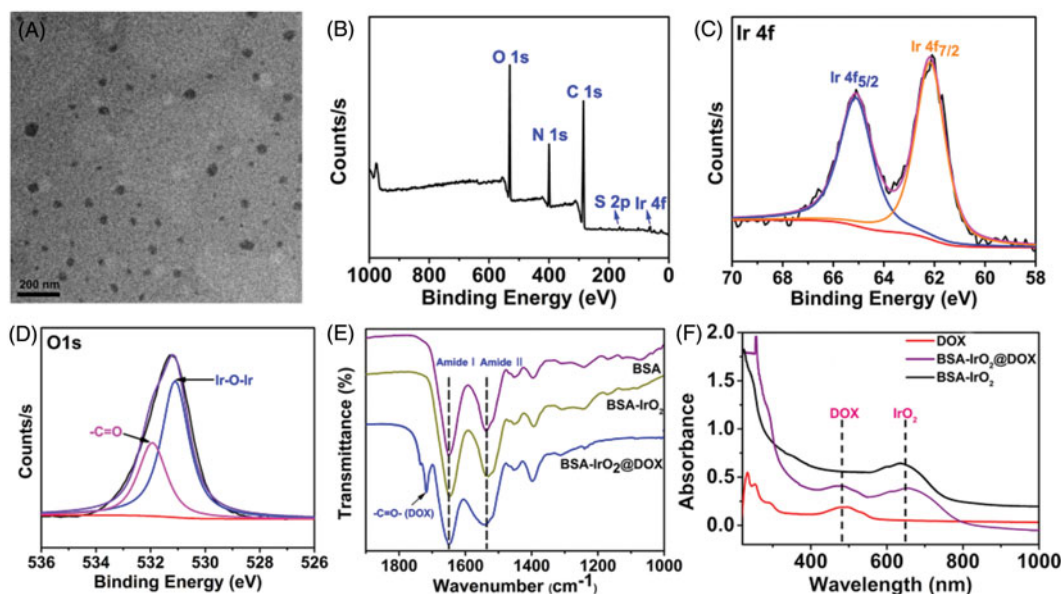 (A)
200 nm
(B)
O 1s
N 1s
C 1s
S 2p Ir 4f
Counts/s
1000 800 600 400 200 0
Binding Energy (eV)
(C)
Ir 4f
Ir 4f7/2
Ir 4f5/2
Counts/s
70 68 66 64 62 60 58
Binding Energy (eV)
(D)
O1s
Ir-O-Ir
-C=O
Counts/s
536 534 532 530 528 526
Binding Energy (eV)
(E)
Amide I Amide II
BSA
BSA-IrO2
BSA-IrO2@DOX
-C=O- (DOX)
Transmittance (%)
1800 1600 1400 1200 1000
Wavenumber (cm-1)
(F)
DOX
BSA-IrO2@DOX
BSA-IrO2
DOX
IrO2
Absorbance
2.0
1.5
1.0
0.5
0.0
400 600 800 1000
Wavelength (nm)